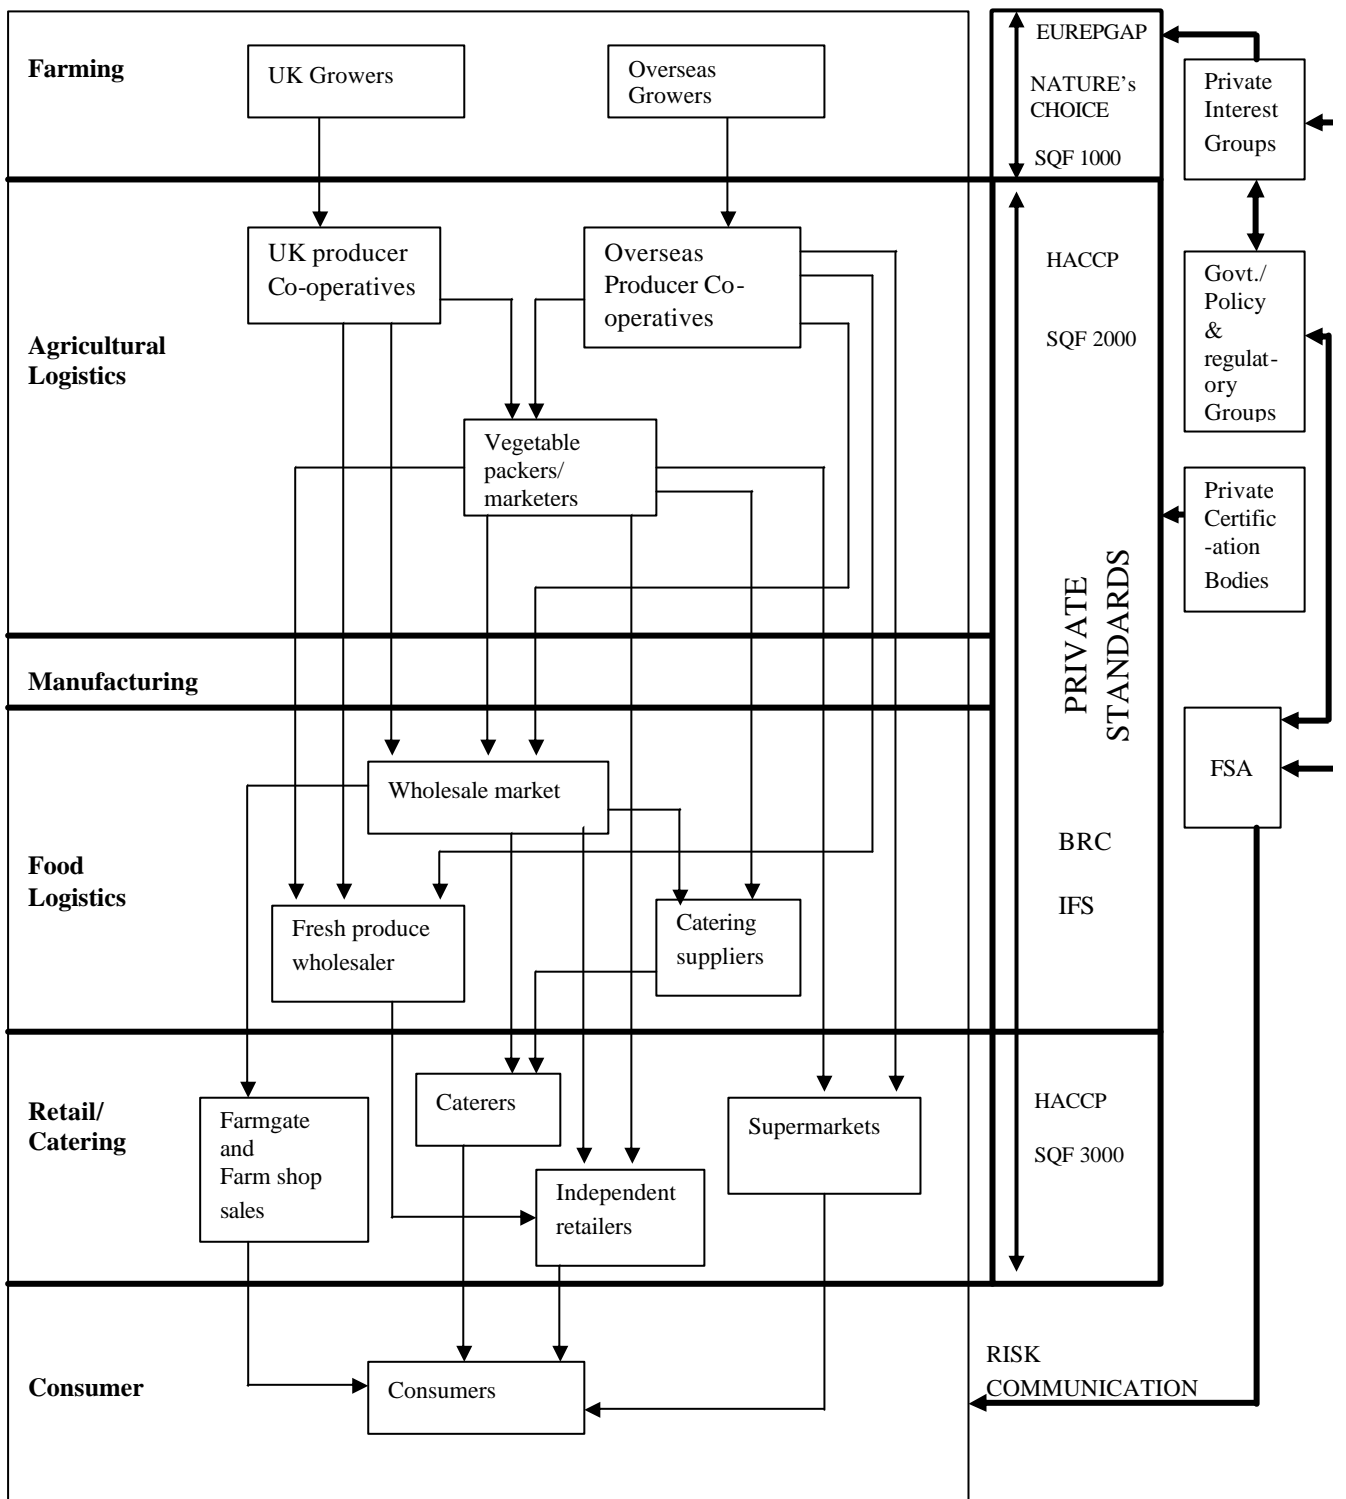 Farming
UK Growers
Overseas
Growers
EUREPGAP
NATURE's
CHOICE
SQF 1000
Private
Interest
Groups
Agricultural
Logistics
UK producer
Co-operatives
Overseas
Producer Co-
operatives
Vegetable
packers/
marketers
HACCP
SQF 2000
Govt./
Policy
&
regulat-
ory
Groups
Private
Certific
-ation
Bodies
PRIVATE
STANDARDS
Manufacturing
Food
Logistics
Wholesale market
Fresh produce
wholesaler
Catering
suppliers
BRC
IFS
FSA
Retail/
Catering
Farmgate
and
Farm shop
sales
Caterers
Independent
retailers
Supermarkets
HACCP
SQF 3000
Consumer
Consumers
RISK
COMMUNICATION